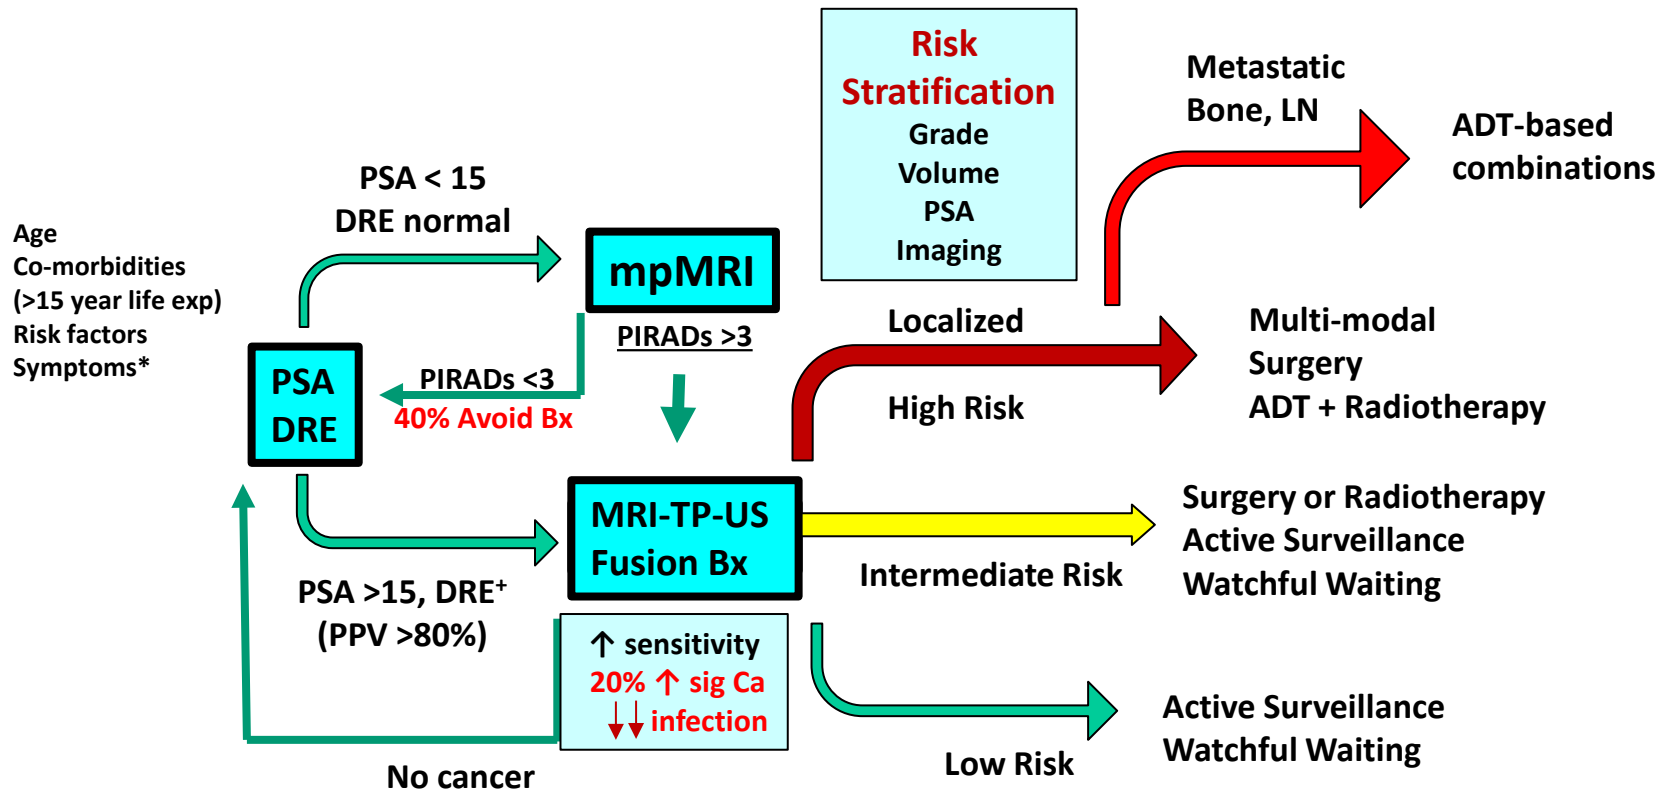 Age
Co-morbidities
(>15 year life exp)
Risk factors
Symptoms*
PSA < 15
DRE normal
PSA
DRE
mpMRI
PIRADs >3
PIRADs <3
40% Avoid Bx
PSA >15, DRE⁺
(PPV >80%)
MRI-TP-US
Fusion Bx
↑ sensitivity
20% ↑ sig Ca
↓↓ infection
No cancer
Risk
Stratification
Grade
Volume
PSA
Imaging
Metastatic
Bone, LN
ADT-based
combinations
Localized
High Risk
Multi-modal
Surgery
ADT + Radiotherapy
Intermediate Risk
Surgery or Radiotherapy
Active Surveillance
Watchful Waiting
Low Risk
Active Surveillance
Watchful Waiting